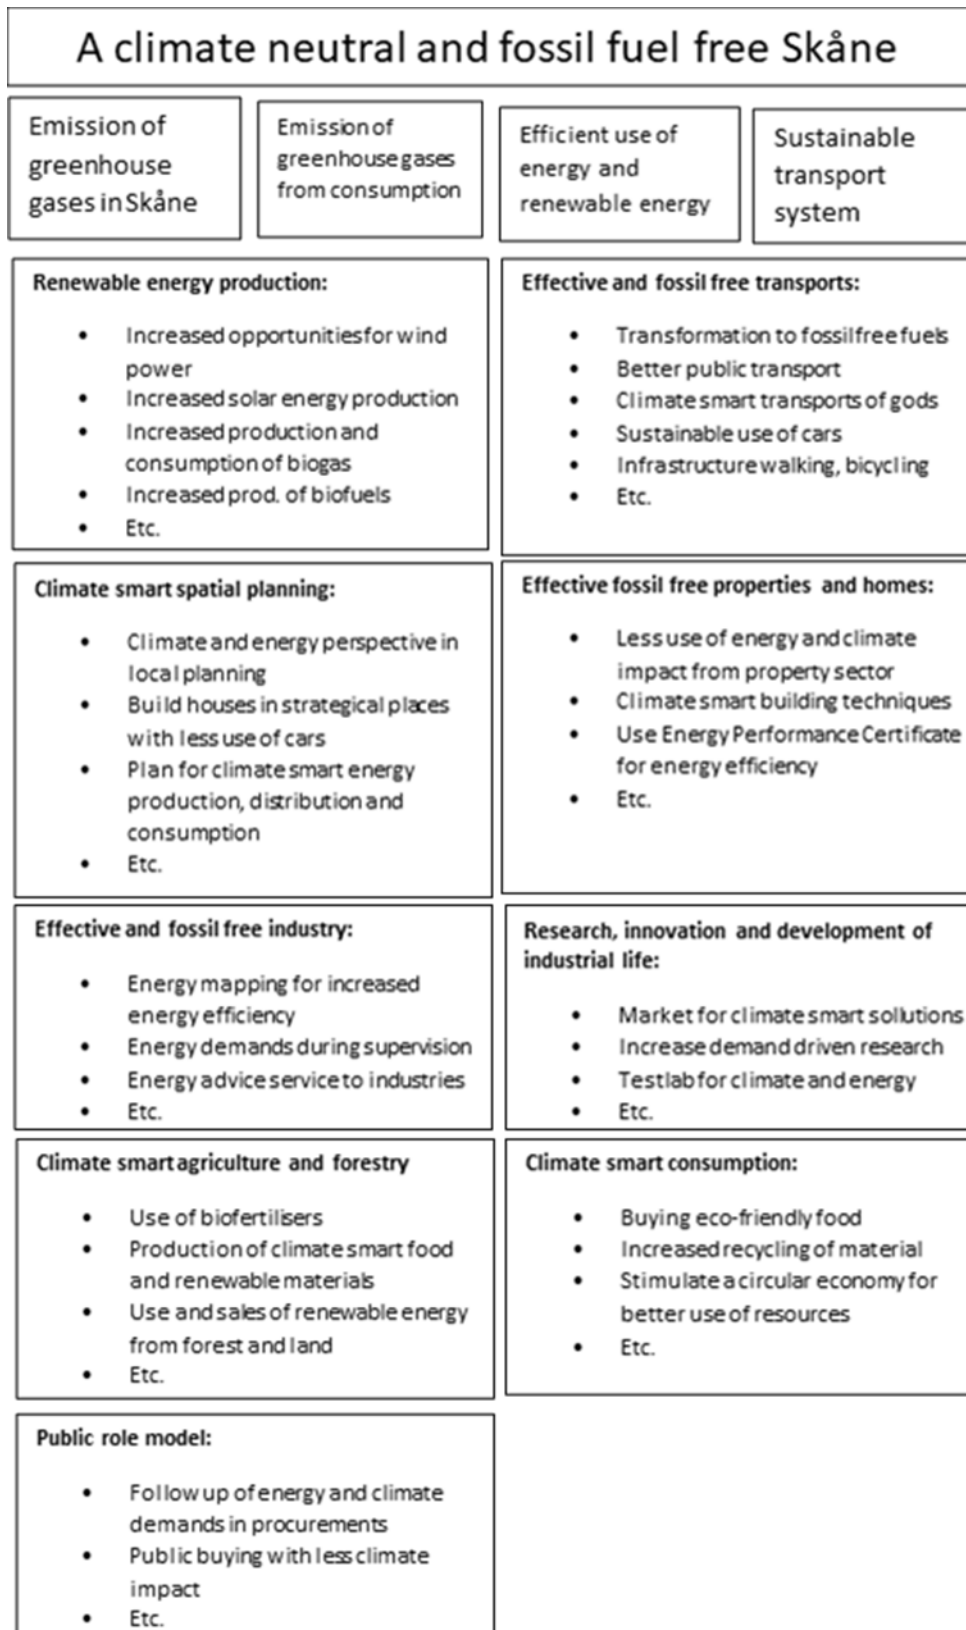 A climate neutral and fossil fuel free Skåne
Emission of
greenhouse
gases in Skåne
Emission of
greenhouse gases
from consumption
Efficient use of
energy and
renewable energy
Sustainable
transport
system
Renewable energy production:
• Increased opportunities for wind
power
• Increased solar energy production
• Increased production and
consumption of biogas
• Increased prod. of biofuels
• Etc.
Effective and fossil free transports:
• Transformation to fossil free fuels
• Better public transport
• Climate smart transports of gods
• Sustainable use of cars
• Infrastructure walking, bicycling
• Etc.
Climate smart spatial planning:
• Climate and energy perspective in
local planning
• Build houses in strategical places
with less use of cars
• Plan for climate smart energy
production, distribution and
consumption
• Etc.
Effective fossil free properties and homes:
• Less use of energy and climate
impact from property sector
• Climate smart building techniques
• Use Energy Performance Certificate
for energy efficiency
• Etc.
Effective and fossil free industry:
• Energy mapping for increased
energy efficiency
• Energy demands during supervision
• Energy advice service to industries
• Etc.
Research, innovation and development of
industrial life:
• Market for climate smart sollutions
• Increase demand driven research
• Testlab for climate and energy
• Etc.
Climate smart agriculture and forestry
• Use of biofertilisers
• Production of climate smart food
and renewable materials
• Use and sales of renewable energy
from forest and land
• Etc.
Climate smart consumption:
• Buying eco-friendly food
• Increased recycling of material
• Stimulate a circular economy for
better use of resources
• Etc.
Public role model:
• Follow up of energy and climate
demands in procurements
• Public buying with less climate
impact
• Etc.